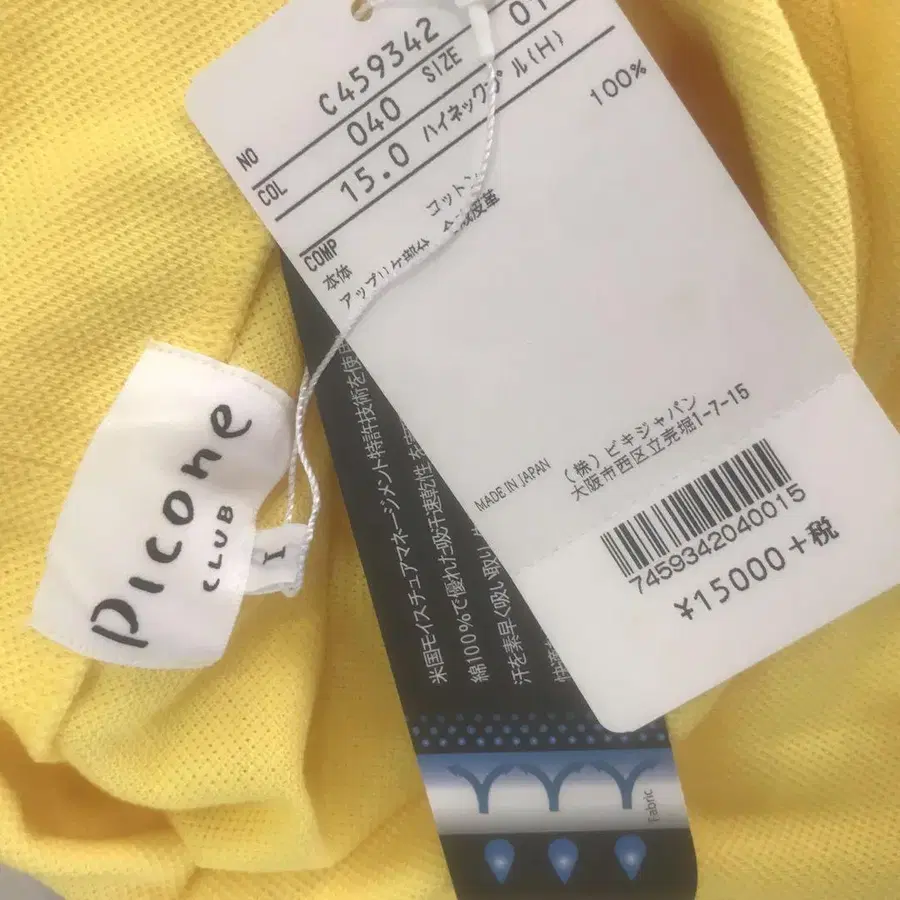 NO C459342
COL 040 SIZE 01
15.0 ハイネックプル(H)
COMP
本体 コットン 100%
アップリケ部分 合成皮革
MADE IN JAPAN
(株)ピキジャパン
大阪市西区立売堀1-7-15
7459342040015
¥15000+税
picone
CLUB
I
米国モイスチュアマネージメント特許技術を使用
綿100%で優れた吸汗速乾性を
汗を素早く吸い取い
快適
Fabric